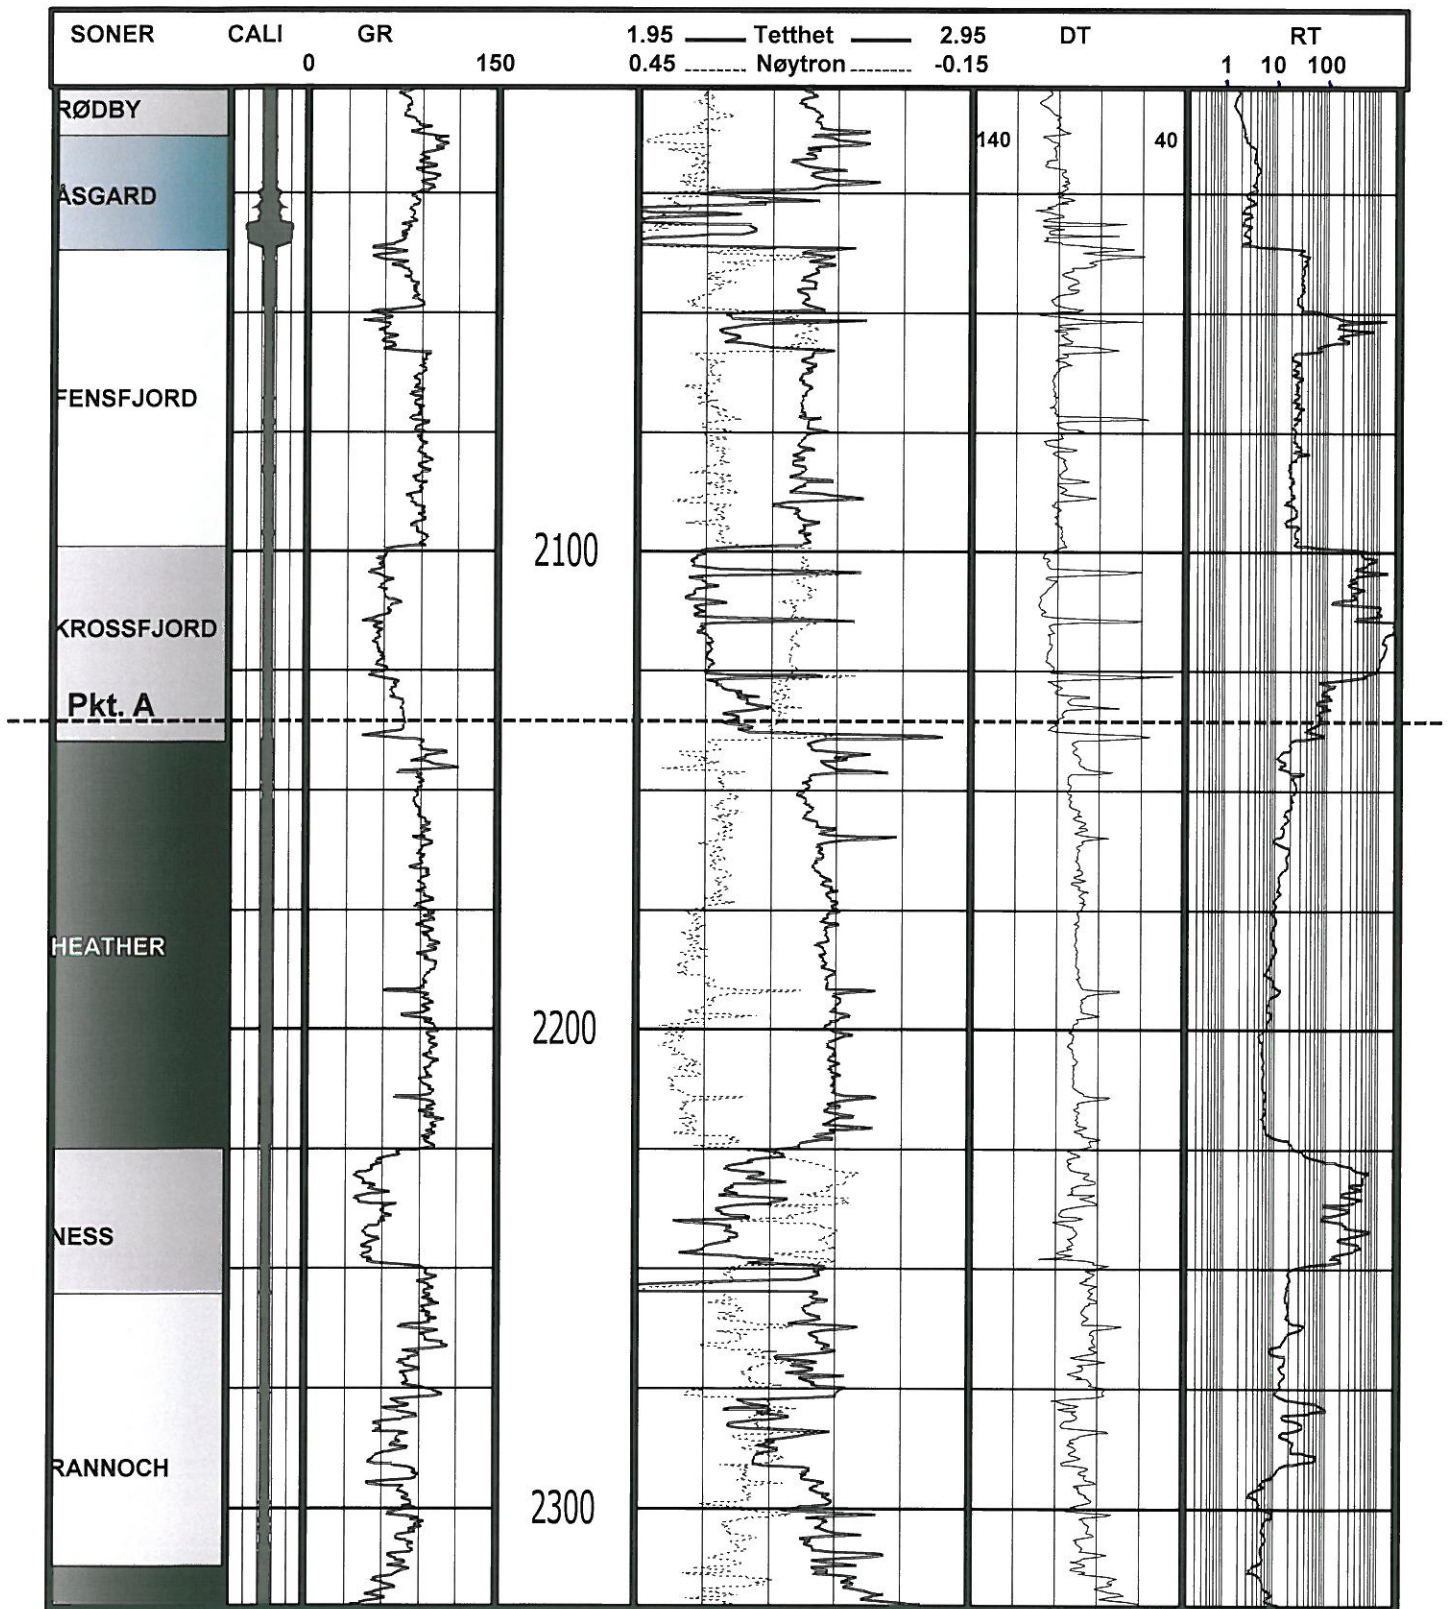 SONER CALI GR 1.95 Tetthet 2.95 DT RT
0 150 0.45 Nøytron -0.15 1 10 100
RØDBY
140 40
ÅSGARD
FENSFJORD
2100
KROSSFJORD
Pkt. A
HEATHER
2200
NESS
RANNOCH
2300